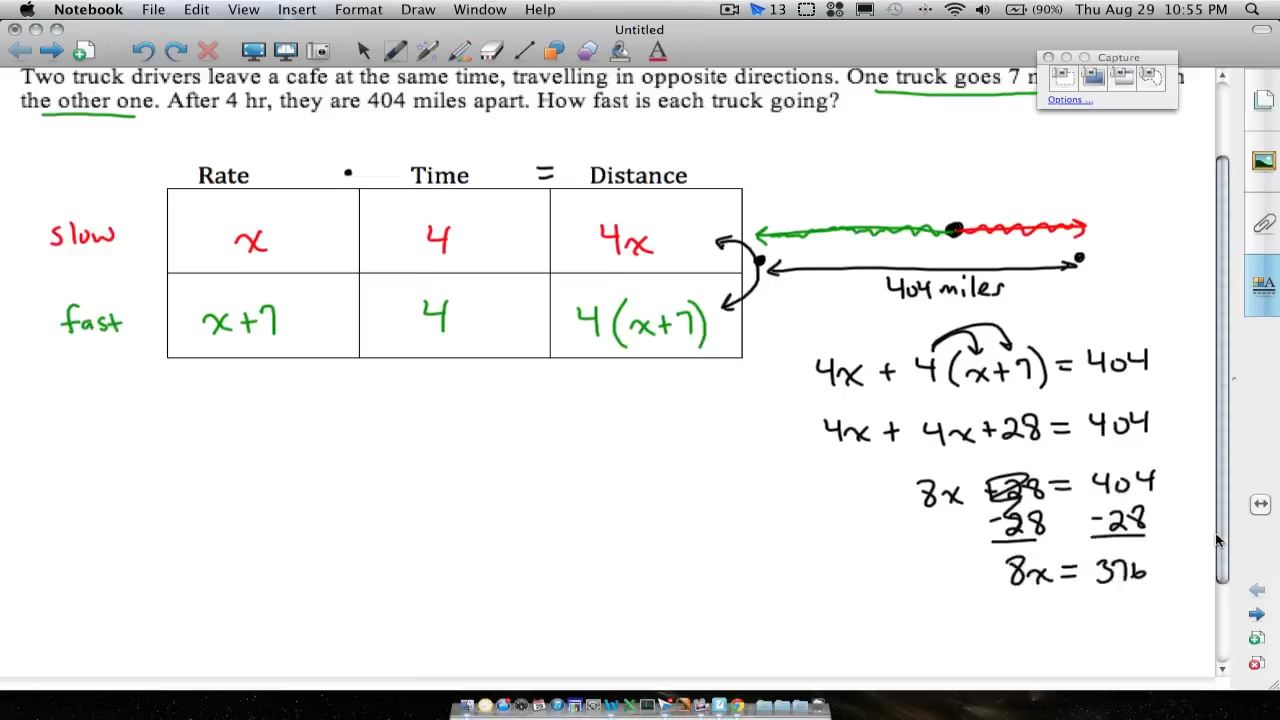 Notebook File Edit View Insert Format Draw Window Help 13 (90%) Thu Aug 29 10:55 PM
Untitled
Capture
Options ...
Two truck drivers leave a cafe at the same time, travelling in opposite directions. One truck goes 7
the other one. After 4 hr, they are 404 miles apart. How fast is each truck going?
Rate • Time = Distance
slow x 4 4x
404 miles
fast x+7 4 4(x+7)
4x + 4(x+7) = 404
4x + 4x+28 = 404
8x +28 = 404
-28 -28
8x = 376